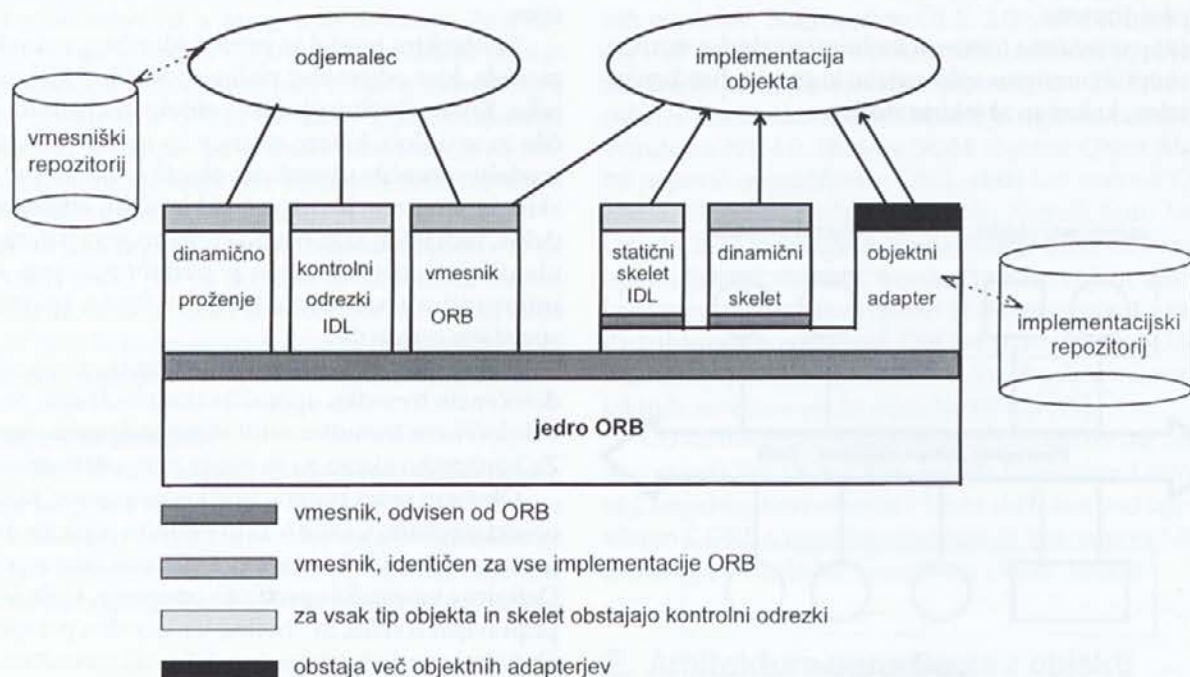 odjemalec
implementacija
objekta
vmesniški
repozitorij
dinamično
proženje
kontrolni
odrezki
IDL
vmesnik
ORB
statični
skelet
IDL
dinamični
skelet
objektni
adapter
implementacijski
repozitorij
jedro ORB
vmesnik, odvisen od ORB
vmesnik, identičen za vse implementacije ORB
za vsak tip objekta in skelet obstajajo kontrolni odrezki
obstaja več objektnih adapterjev